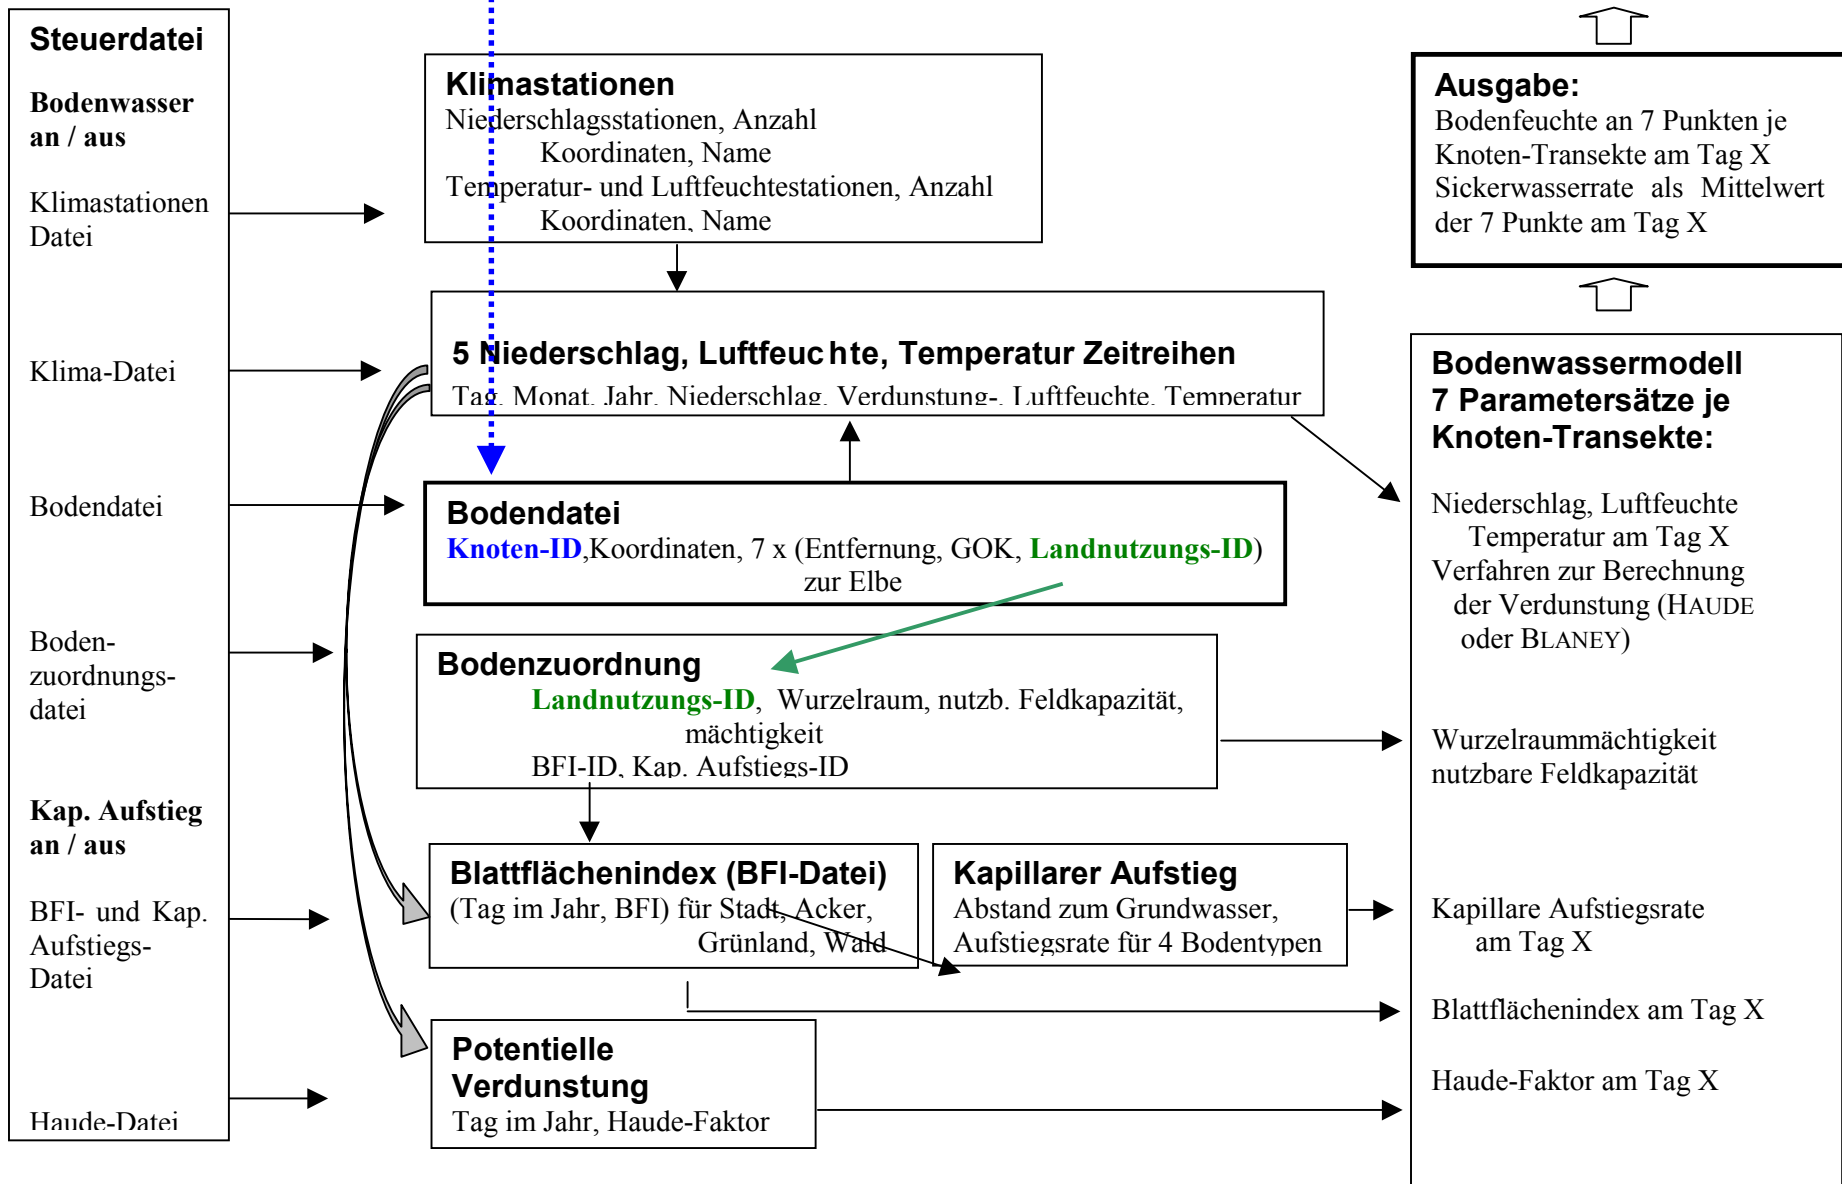 Steuerdatei
Bodenwasser
an / aus
Klimastationen
Datei
Klima-Datei
Bodendatei
Boden-
zuordnungs-
datei
Kap. Aufstieg
an / aus
BFI- und Kap.
Aufstiegs-
Datei
Haude-Datei
Klimastationen
Niederschlagsstationen, Anzahl
Koordinaten, Name
Temperatur- und Luftfeuchtestationen, Anzahl
Koordinaten, Name
5 Niederschlag, Luftfeuchte, Temperatur Zeitreihen
Tag, Monat, Jahr, Niederschlag, Verdunstung-, Luftfeuchte, Temperatur
Bodendatei
Knoten-ID,Koordinaten, 7 x (Entfernung, GOK, Landnutzungs-ID)
zur Elbe
Bodenzuordnung
Landnutzungs-ID, Wurzelraum, nutzb. Feldkapazität,
mächtigkeit
BFI-ID, Kap. Aufstiegs-ID
Blattflächenindex (BFI-Datei)
(Tag im Jahr, BFI) für Stadt, Acker,
Grünland, Wald
Kapillarer Aufstieg
Abstand zum Grundwasser,
Aufstiegsrate für 4 Bodentypen
Potentielle
Verdunstung
Tag im Jahr, Haude-Faktor
Ausgabe:
Bodenfeuchte an 7 Punkten je
Knoten-Transekte am Tag X
Sickerwasserrate als Mittelwert
der 7 Punkte am Tag X
Bodenwassermodell
7 Parametersätze je
Knoten-Transekte:
Niederschlag, Luftfeuchte
Temperatur am Tag X
Verfahren zur Berechnung
der Verdunstung (HAUDE
oder BLANEY)
Wurzelraummächtigkeit
nutzbare Feldkapazität
Kapillare Aufstiegsrate
am Tag X
Blattflächenindex am Tag X
Haude-Faktor am Tag X